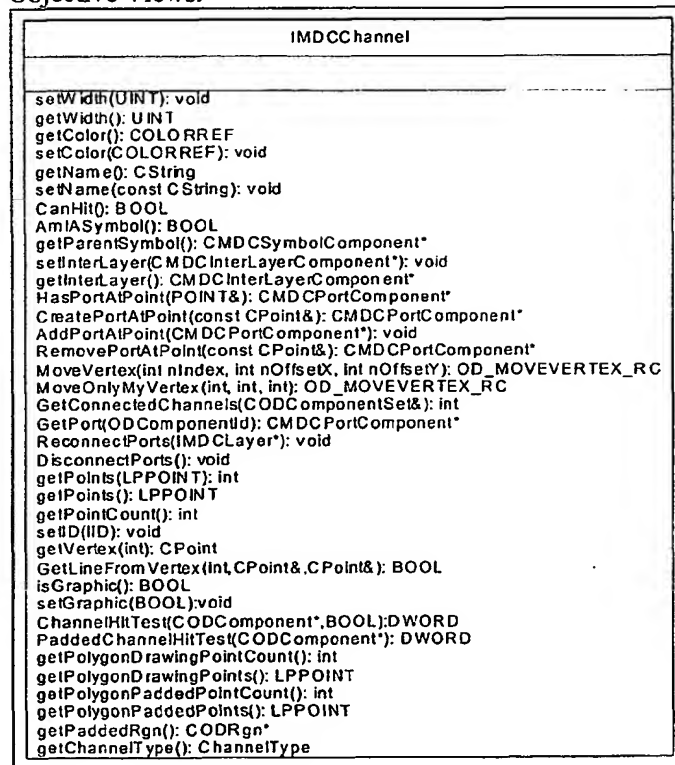 IMDCChannel
setWidth(UINT): void
getWidth(): UINT
getColor(): COLORREF
setColor(COLORREF): void
getName(): CString
setName(const CString): void
CanHit(): BOOL
AmIASymbol(): BOOL
getParentSymbol(): CMDCSymbolComponent*
setInterLayer(CMDCInterLayerComponent*): void
getInterLayer(): CMDCInterLayerComponent*
HasPortAtPoint(POINT&): CMDCPortComponent*
CreatePortAtPoint(const CPoint&): CMDCPortComponent*
AddPortAtPoint(CMDCPortComponent*): void
RemovePortAtPoint(const CPoint&): CMDCPortComponent*
MoveVertex(int nIndex, int nOffsetX, int nOffsetY): OD_MOVEVERTEX_RC
MoveOnlyMyVertex(int, int, int): OD_MOVEVERTEX_RC
GetConnectedChannels(CODComponentSet&): int
GetPort(ODComponentId): CMDCPortComponent*
ReconnectPorts(IMDCLayer*): void
DisconnectPorts(): void
getPoints(LPPOINT): int
getPoints(): LPPOINT
getPointCount(): int
setID(IID): void
getVertex(int): CPoint
GetLineFromVertex(int,CPoint&,CPoint&): BOOL
isGraphic(): BOOL
setGraphic(BOOL):void
ChannelHitTest(CODComponent*,BOOL):DWORD
PaddedChannelHitTest(CODComponent*): DWORD
getPolygonDrawingPointCount(): int
getPolygonDrawingPoints(): LPPOINT
getPolygonPaddedPointCount(): int
getPolygonPaddedPoints(): LPPOINT
getPaddedRgn(): CODRgn*
getChannelType(): ChannelType